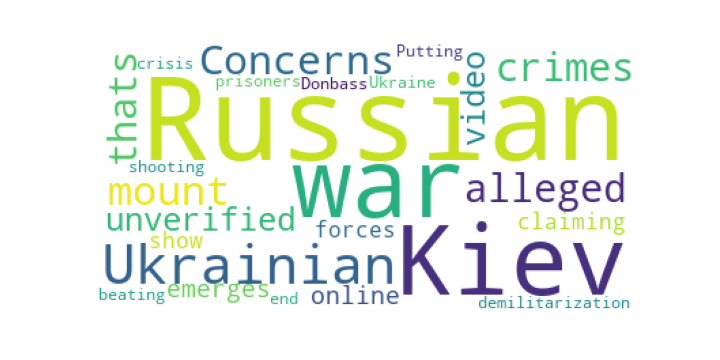 crisis
Concerns
Putting
thats
prisoners
Donbass
Ukraine
video
crimes
Russian
shooting
mount
war
alleged
unverified
show
forces
claiming
Ukrainian
Kiev
beating
emerges
end
online
demilitarization